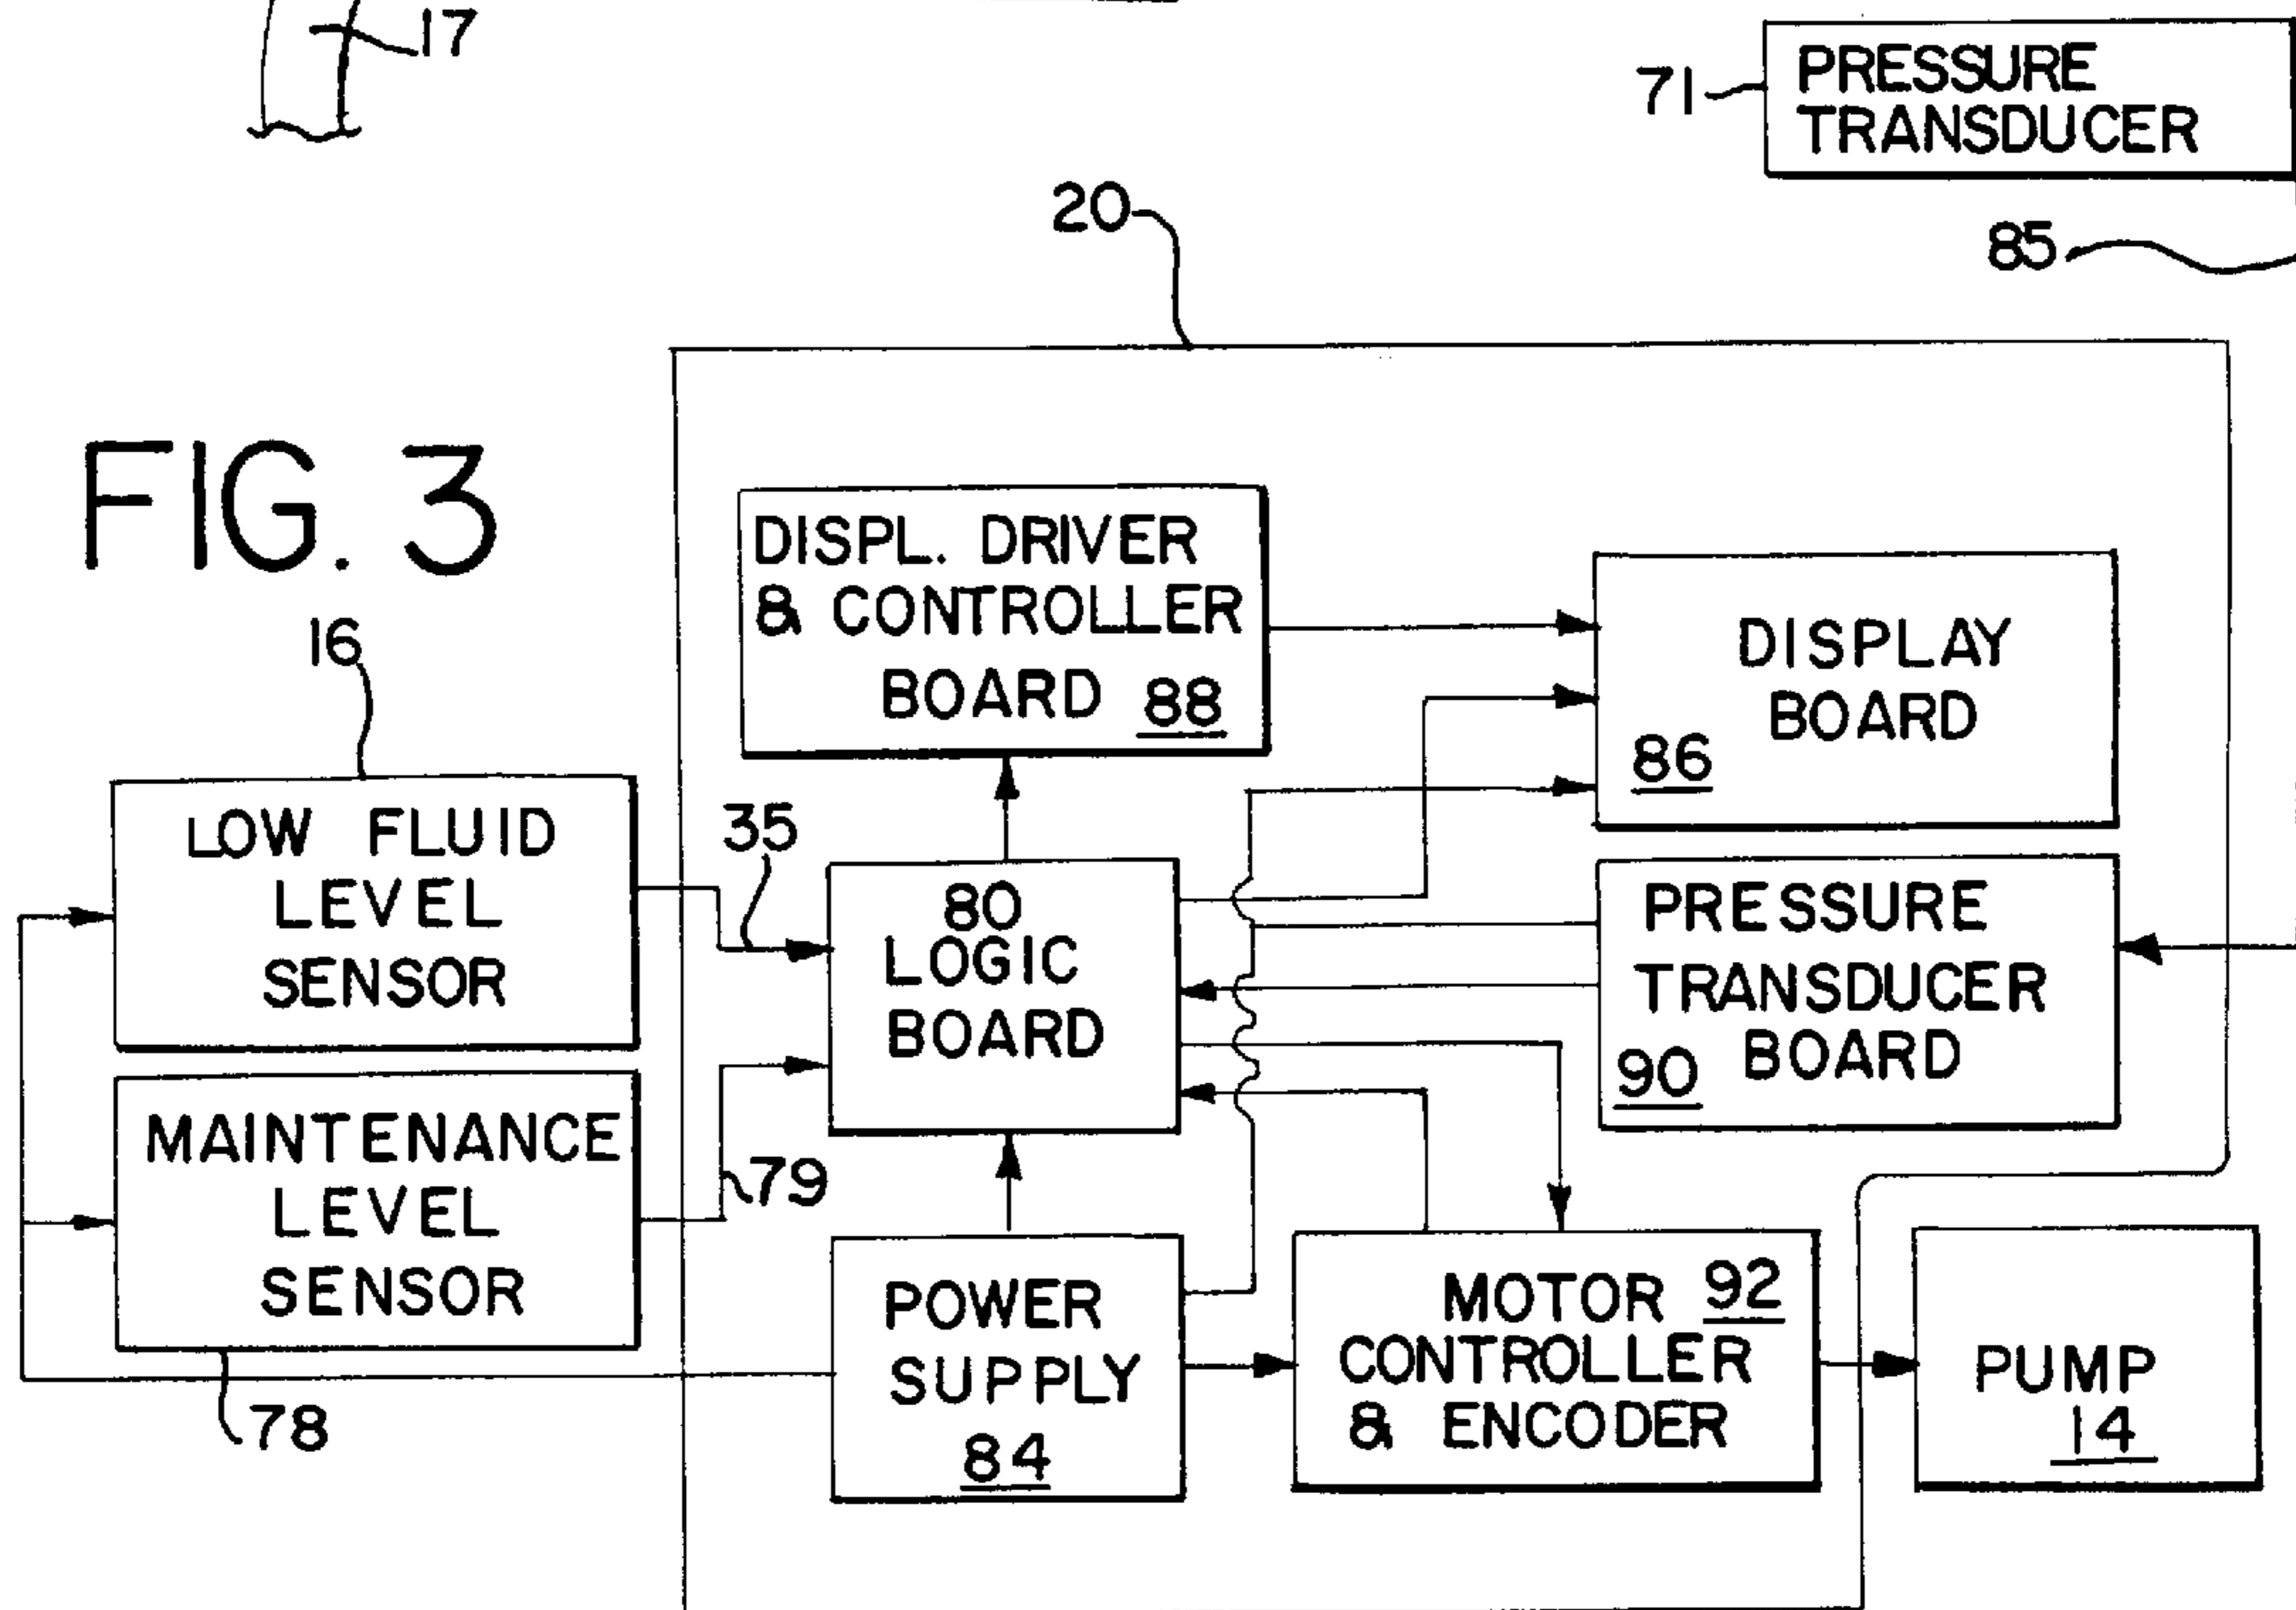 17
71
PRESSURE
TRANSDUCER
20
85
FIG. 3
DISPL. DRIVER
& CONTROLLER
BOARD 88
DISPLAY
BOARD
86
16
LOW FLUID
LEVEL
SENSOR
35
80
LOGIC
BOARD
PRESSURE
TRANSDUCER
BOARD
90
MAINTENANCE
LEVEL
SENSOR
79
78
POWER
SUPPLY
84
MOTOR 92
CONTROLLER
& ENCODER
PUMP
14